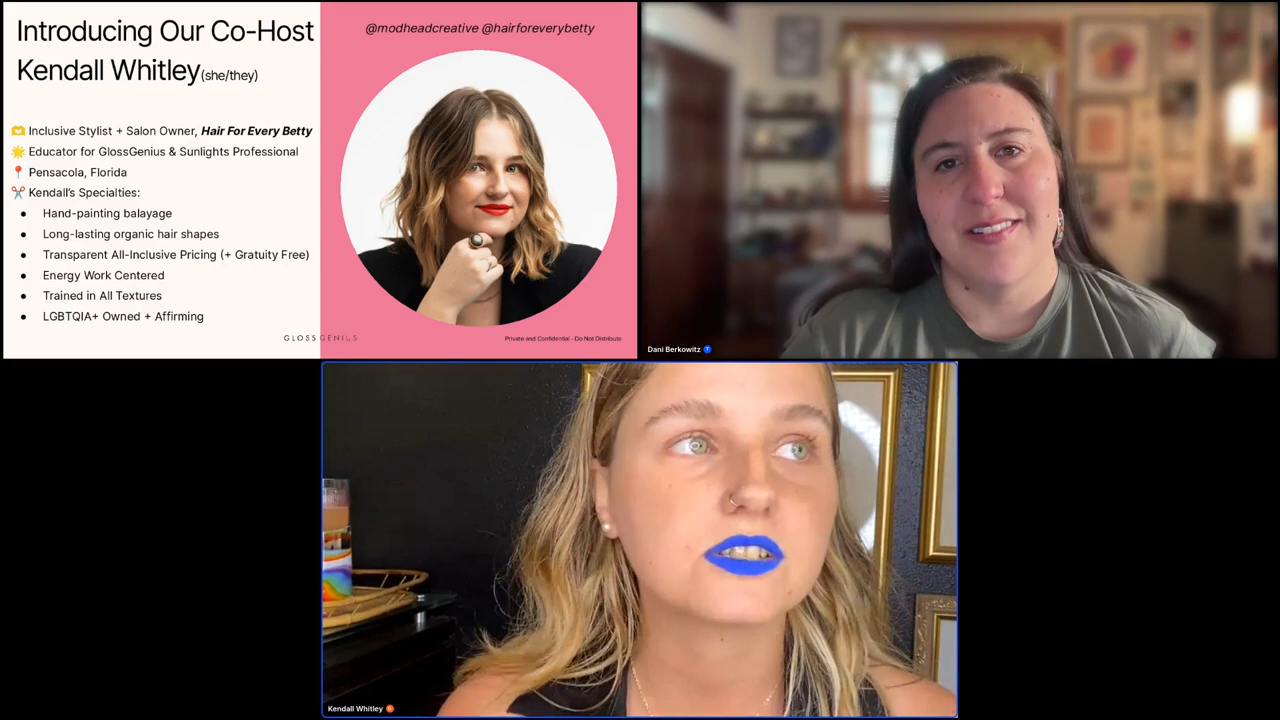 Introducing Our Co-Host
Kendall Whitley(she/they)
@modheadcreative @hairforeverybetty
🫶 Inclusive Stylist + Salon Owner, Hair For Every Betty
🌟 Educator for GlossGenius & Sunlights Professional
📍 Pensacola, Florida
✂️ Kendall's Specialties:
● Hand-painting balayage
● Long-lasting organic hair shapes
● Transparent All-Inclusive Pricing (+ Gratuity Free)
● Energy Work Centered
● Trained in All Textures
● LGBTQIA+ Owned + Affirming
GLOSSGENIUS
Private and Confidential - Do Not Distribute
Dani Berkowitz
Kendall Whitley